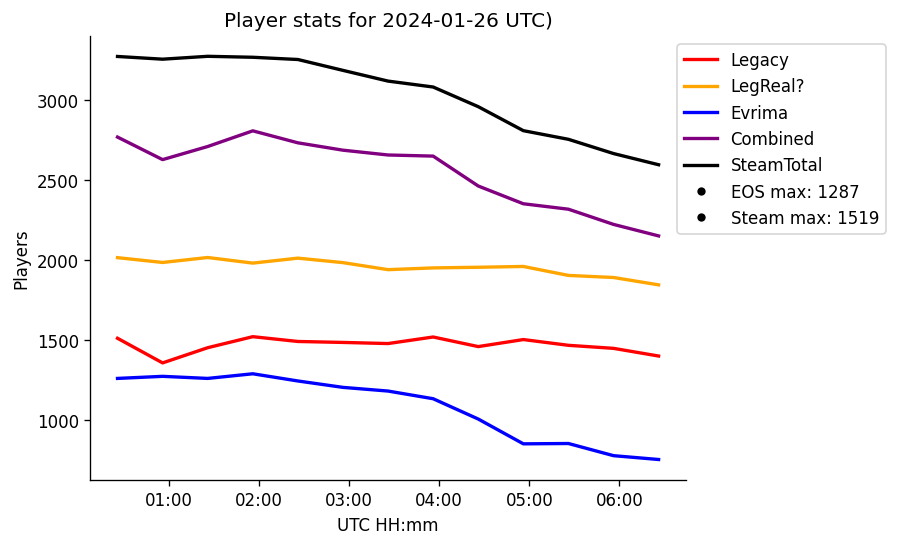 Player stats for 2024-01-26 UTC)
Legacy
LegReal?
Evrima
Combined
SteamTotal
EOS max: 1287
Steam max: 1519
Players
3000
2500
2000
1500
1000
01:00 02:00 03:00 04:00 05:00 06:00
UTC HH:mm